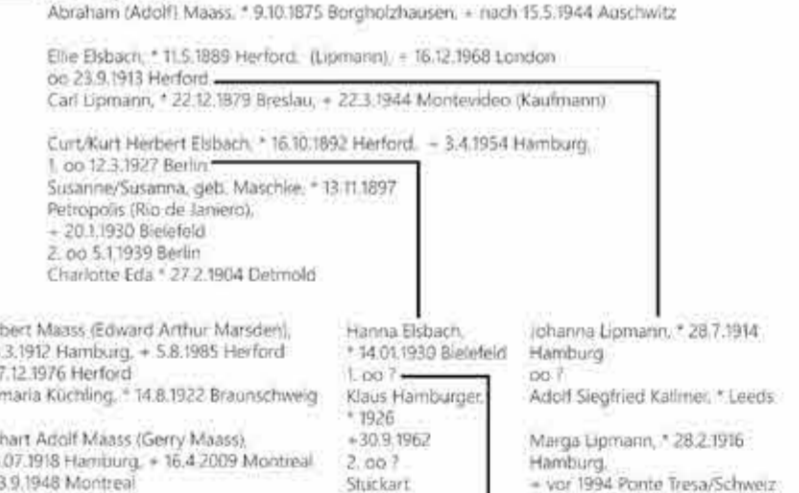 Abraham (Adolf) Maass, * 9.10.1875 Borgholzhausen, + nach 15.5.1944 Auschwitz
Ellie Elsbach, * 11.5.1889 Herford, (Lipmann), + 16.12.1968 London
oo 23.9.1913 Herford
Carl Lipmann, * 22.12.1879 Breslau, + 22.3.1944 Montevideo (Kaufmann)
Curt/Kurt Herbert Elsbach, * 16.10.1892 Herford, + 3.4.1954 Hamburg,
1. oo 12.3.1927 Berlin
Susanne/Susanna, geb. Maschke, * 13.11.1897
Petropolis (Rio de Janiero),
+ 20.1.1930 Bielefeld
2. oo 5.1.1939 Berlin
Charlotte Eda * 27.2.1904 Detmold
bert Maass (Edward Arthur Marsden),
.3.1912 Hamburg, + 5.8.1985 Herford
7.12.1976 Herford
maria Küchling, * 14.8.1922 Braunschweig
hart Adolf Maass (Gerry Maass),
.07.1918 Hamburg, + 16.4.2009 Montreal
3.9.1948 Montreal
Hanna Elsbach,
* 14.01.1930 Bielefeld
1. oo ?
Klaus Hamburger,
* 1926
+30.9.1962
2. oo ?
Stuckart
Johanna Lipmann, * 28.7.1914
Hamburg
oo ?
Adolf Siegfried * Leeds
Marga Lipmann, * 28.2.1916
Hamburg,
+ vor 1994 Ponte Tresa/Schweiz